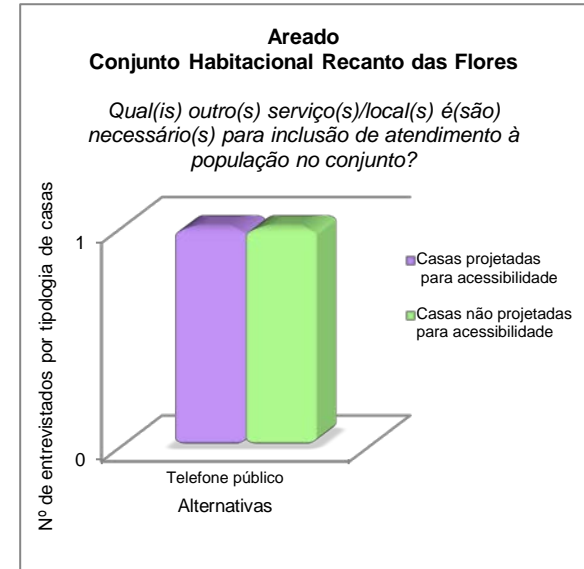 Areado
Conjunto Habitacional Recanto das Flores
Qual(is) outro(s) serviço(s)/local(s) é(são)
necessário(s) para inclusão de atendimento à
população no conjunto?
Nº de entrevistados por tipologia de casas
1
0
Casas projetadas
para acessibilidade
Casas não projetadas
para acessibilidade
Telefone público
Alternativas